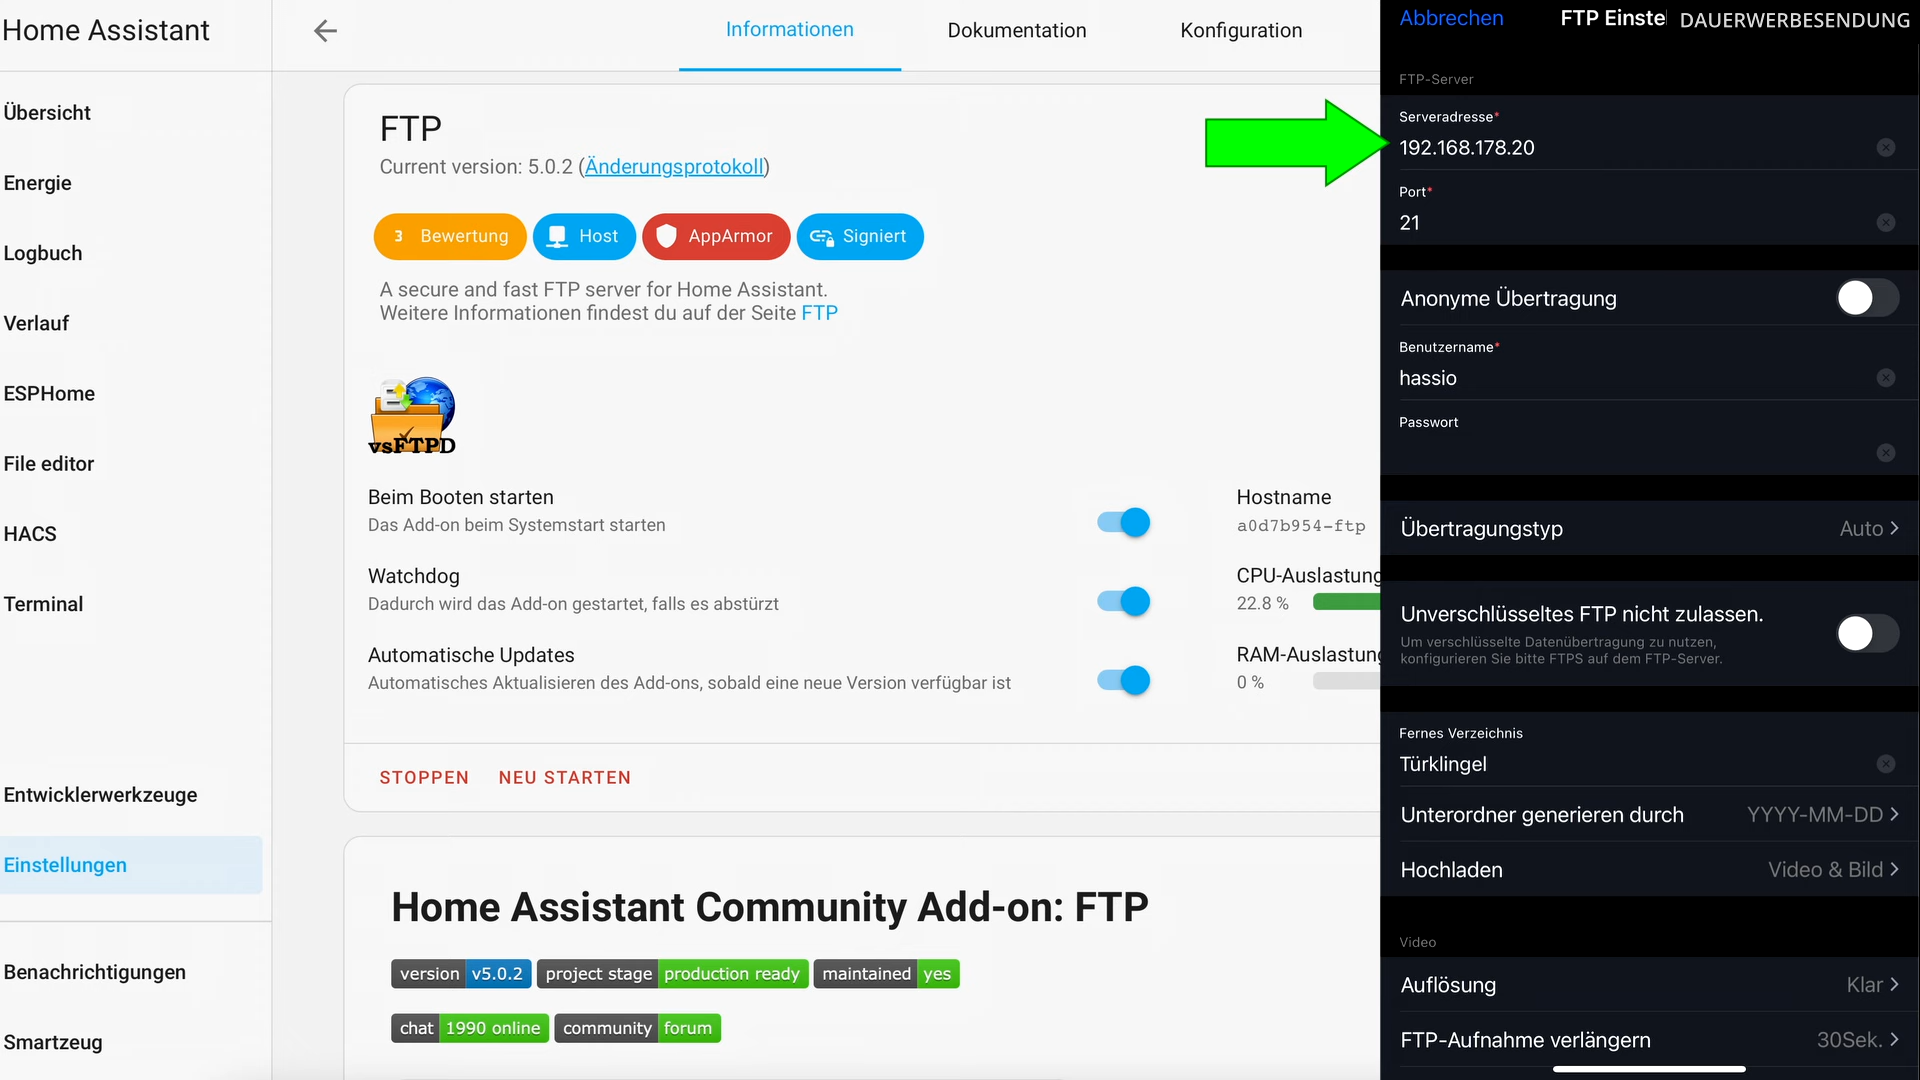 Home Assistant
Übersicht
Energie
Logbuch
Verlauf
ESPHome
File editor
HACS
Terminal
Entwicklerwerkzeuge
Einstellungen
Benachrichtigungen
Smartzeug
Informationen
Dokumentation
Konfiguration
FTP
Current version: 5.0.2 (Änderungsprotokoll)
3 Bewertung
Host
AppArmor
Signiert
A secure and fast FTP server for Home Assistant.
Weitere Informationen findest du auf der Seite FTP
vsFTPD
Beim Booten starten
Das Add-on beim Systemstart starten
Watchdog
Dadurch wird das Add-on gestartet, falls es abstürzt
Automatische Updates
Automatisches Aktualisieren des Add-ons, sobald eine neue Version verfügbar ist
Hostname
a0d7b954-ftp
CPU-Auslastung
22.8 %
RAM-Auslastung
0 %
STOPPEN
NEU STARTEN
Home Assistant Community Add-on: FTP
version v5.0.2
project stage production ready
maintained yes
chat 1990 online
community forum
Abbrechen
FTP Einste
DAUERWERBESENDUNG
FTP-Server
Serveradresse*
192.168.178.20
Port*
21
Anonyme Übertragung
Benutzername*
hassio
Passwort
Übertragungstyp
Auto
Unverschlüsseltes FTP nicht zulassen.
Um verschlüsselte Datenübertragung zu nutzen,
konfigurieren Sie bitte FTPS auf dem FTP-Server.
Fernes Verzeichnis
Türklingel
Unterordner generieren durch
YYYY-MM-DD
Hochladen
Video & Bild
Video
Auflösung
Klar
FTP-Aufnahme verlängern
30Sek.